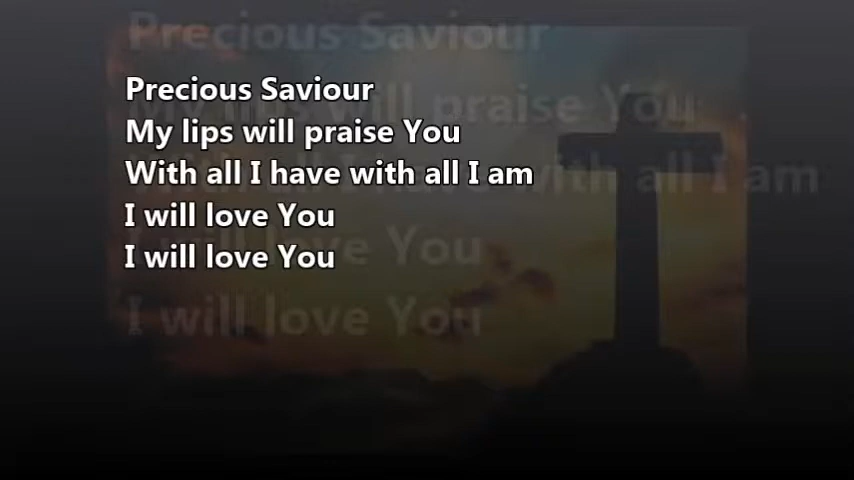 Precious Saviour
My lips will praise You
With all I have with all I am
I will love You
I will love You